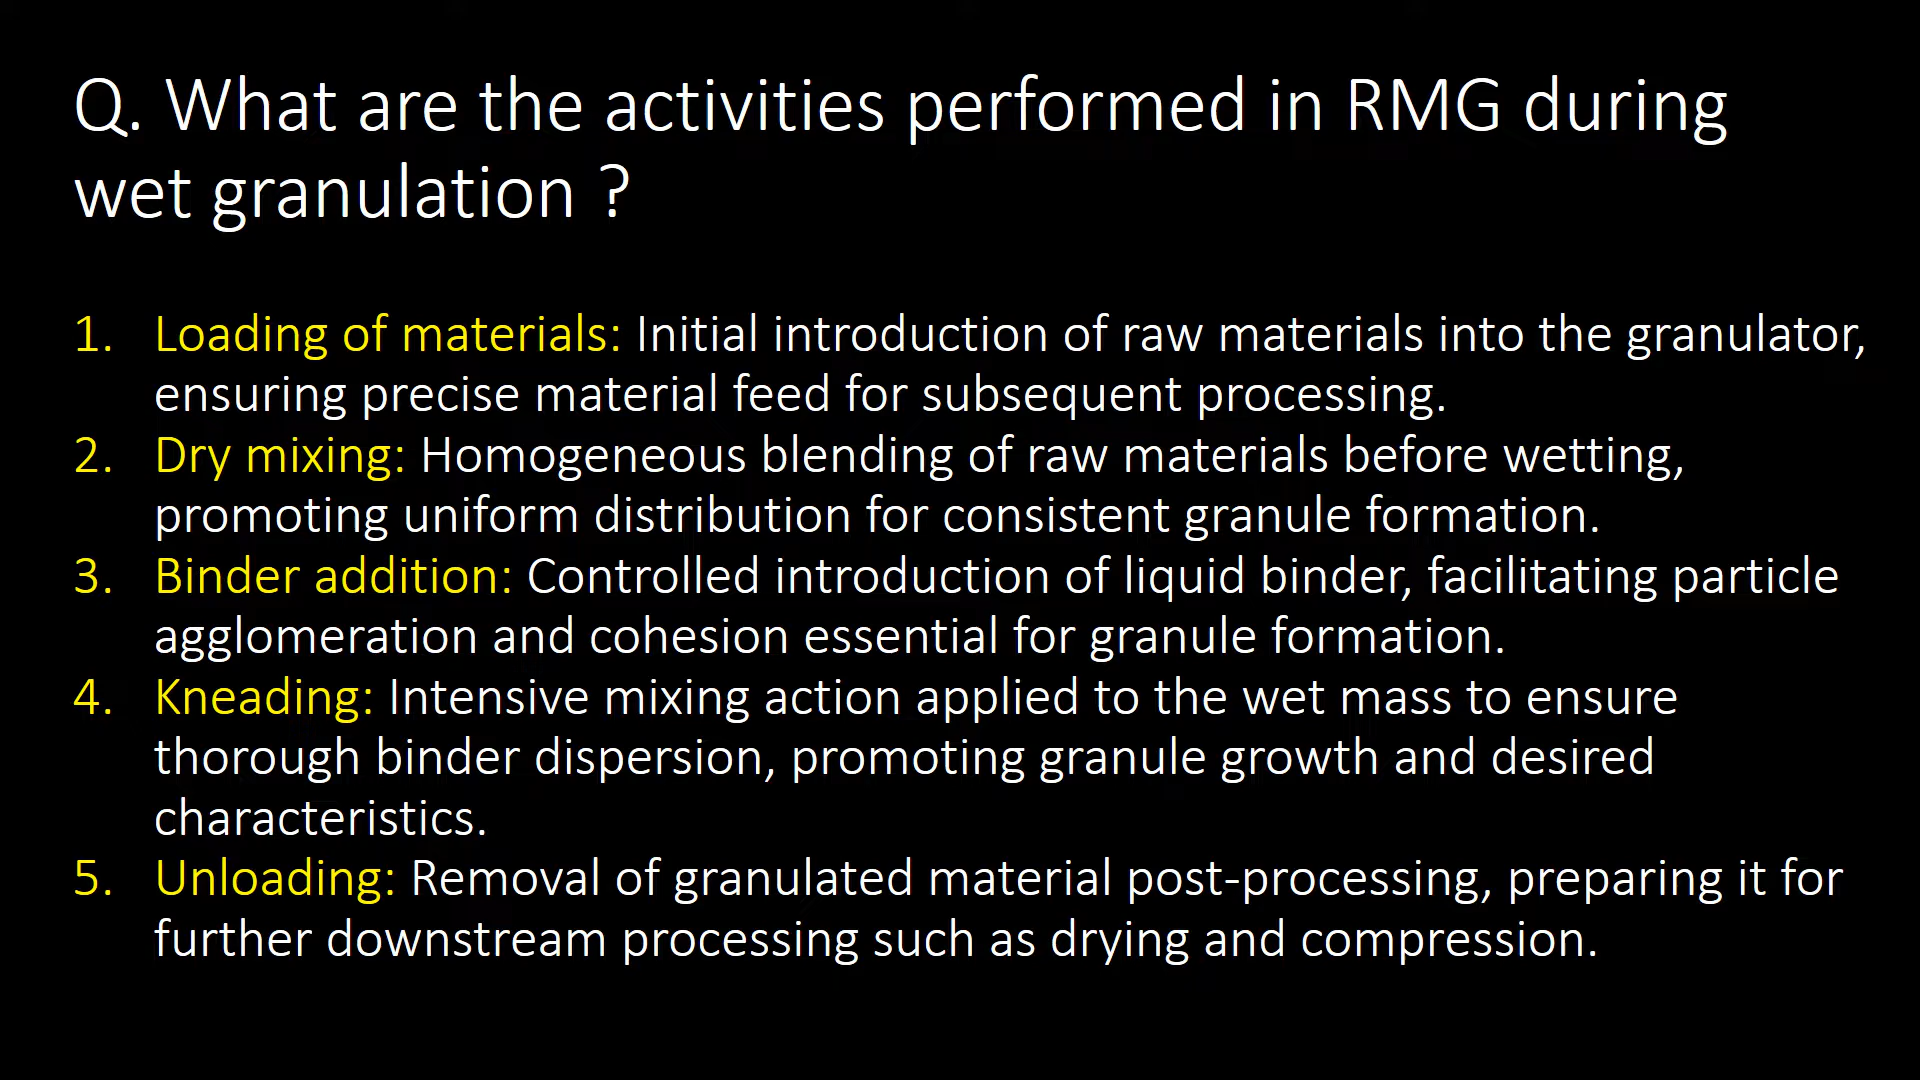 Q. What are the activities performed in RMG during
wet granulation ?
1. Loading of materials: Initial introduction of raw materials into the granulator,
ensuring precise material feed for subsequent processing.
2. Dry mixing: Homogeneous blending of raw materials before wetting,
promoting uniform distribution for consistent granule formation.
3. Binder addition: Controlled introduction of liquid binder, facilitating particle
agglomeration and cohesion essential for granule formation.
4. Kneading: Intensive mixing action applied to the wet mass to ensure
thorough binder dispersion, promoting granule growth and desired
characteristics.
5. Unloading: Removal of granulated material post-processing, preparing it for
further downstream processing such as drying and compression.